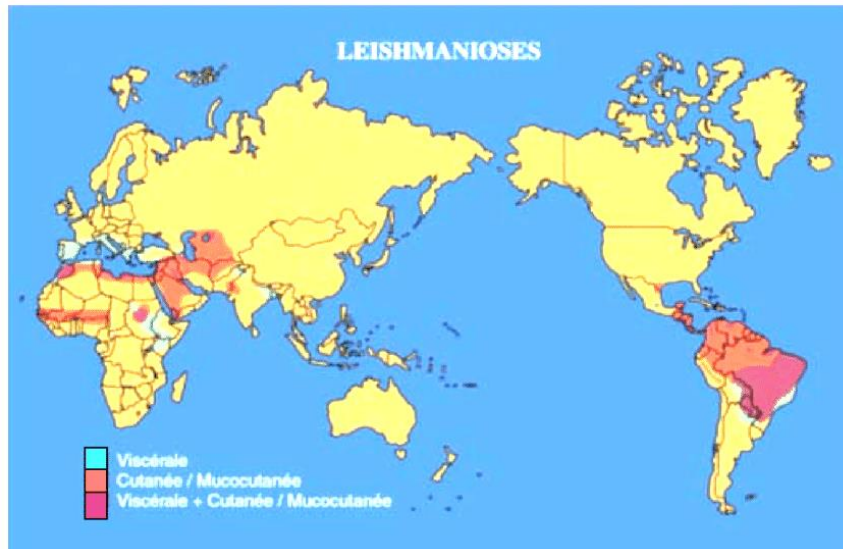 LEISHMANIOSES
Viscérale
Cutanée / Mucocutanée
Viscérale + Cutanée / Mucocutanée